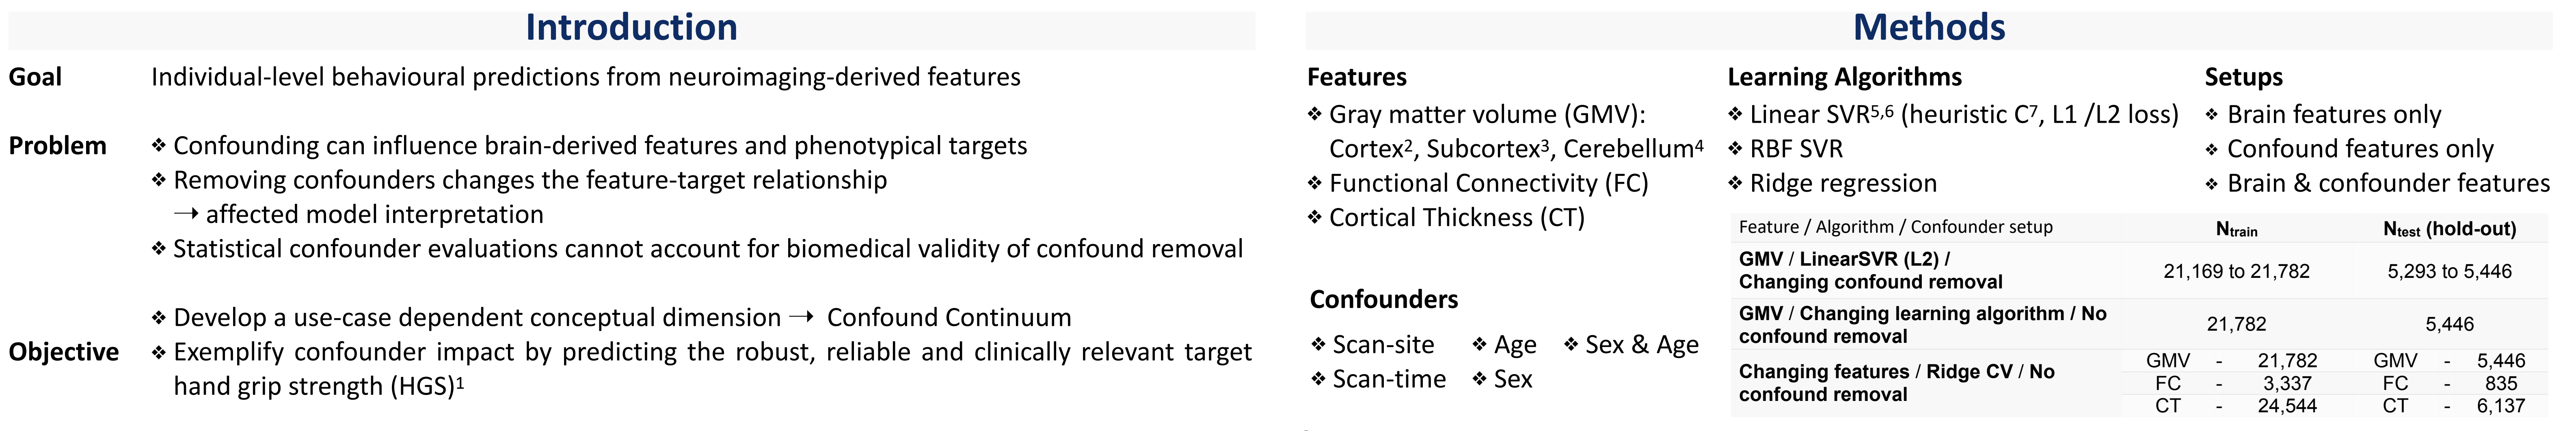 Introduction
Goal
Individual-level behavioural predictions from neuroimaging-derived features
Problem
❖ Confounding can influence brain-derived features and phenotypical targets
❖ Removing confounders changes the feature-target relationship
→ affected model interpretation
❖ Statistical confounder evaluations cannot account for biomedical validity of confound removal
Objective
❖ Develop a use-case dependent conceptual dimension → Confound Continuum
❖ Exemplify confounder impact by predicting the robust, reliable and clinically relevant target
hand grip strength (HGS)1
Methods
Features
❖ Gray matter volume (GMV):
Cortex2, Subcortex3, Cerebellum4
❖ Functional Connectivity (FC)
❖ Cortical Thickness (CT)
Confounders
❖ Scan-site ❖ Age ❖ Sex & Age
❖ Scan-time ❖ Sex
Learning Algorithms
❖ Linear SVR5,6 (heuristic C7, L1 /L2 loss)
❖ RBF SVR
❖ Ridge regression
Setups
❖ Brain features only
❖ Confound features only
❖ Brain & confounder features
Feature / Algorithm / Confounder setup Ntrain Ntest (hold-out)
GMV / LinearSVR (L2) /
Changing confound removal
21,169 to 21,782 5,293 to 5,446
GMV / Changing learning algorithm / No
confound removal
21,782 5,446
Changing features / Ridge CV / No
confound removal
GMV - 21,782 GMV - 5,446
FC - 3,337 FC - 835
CT - 24,544 CT - 6,137